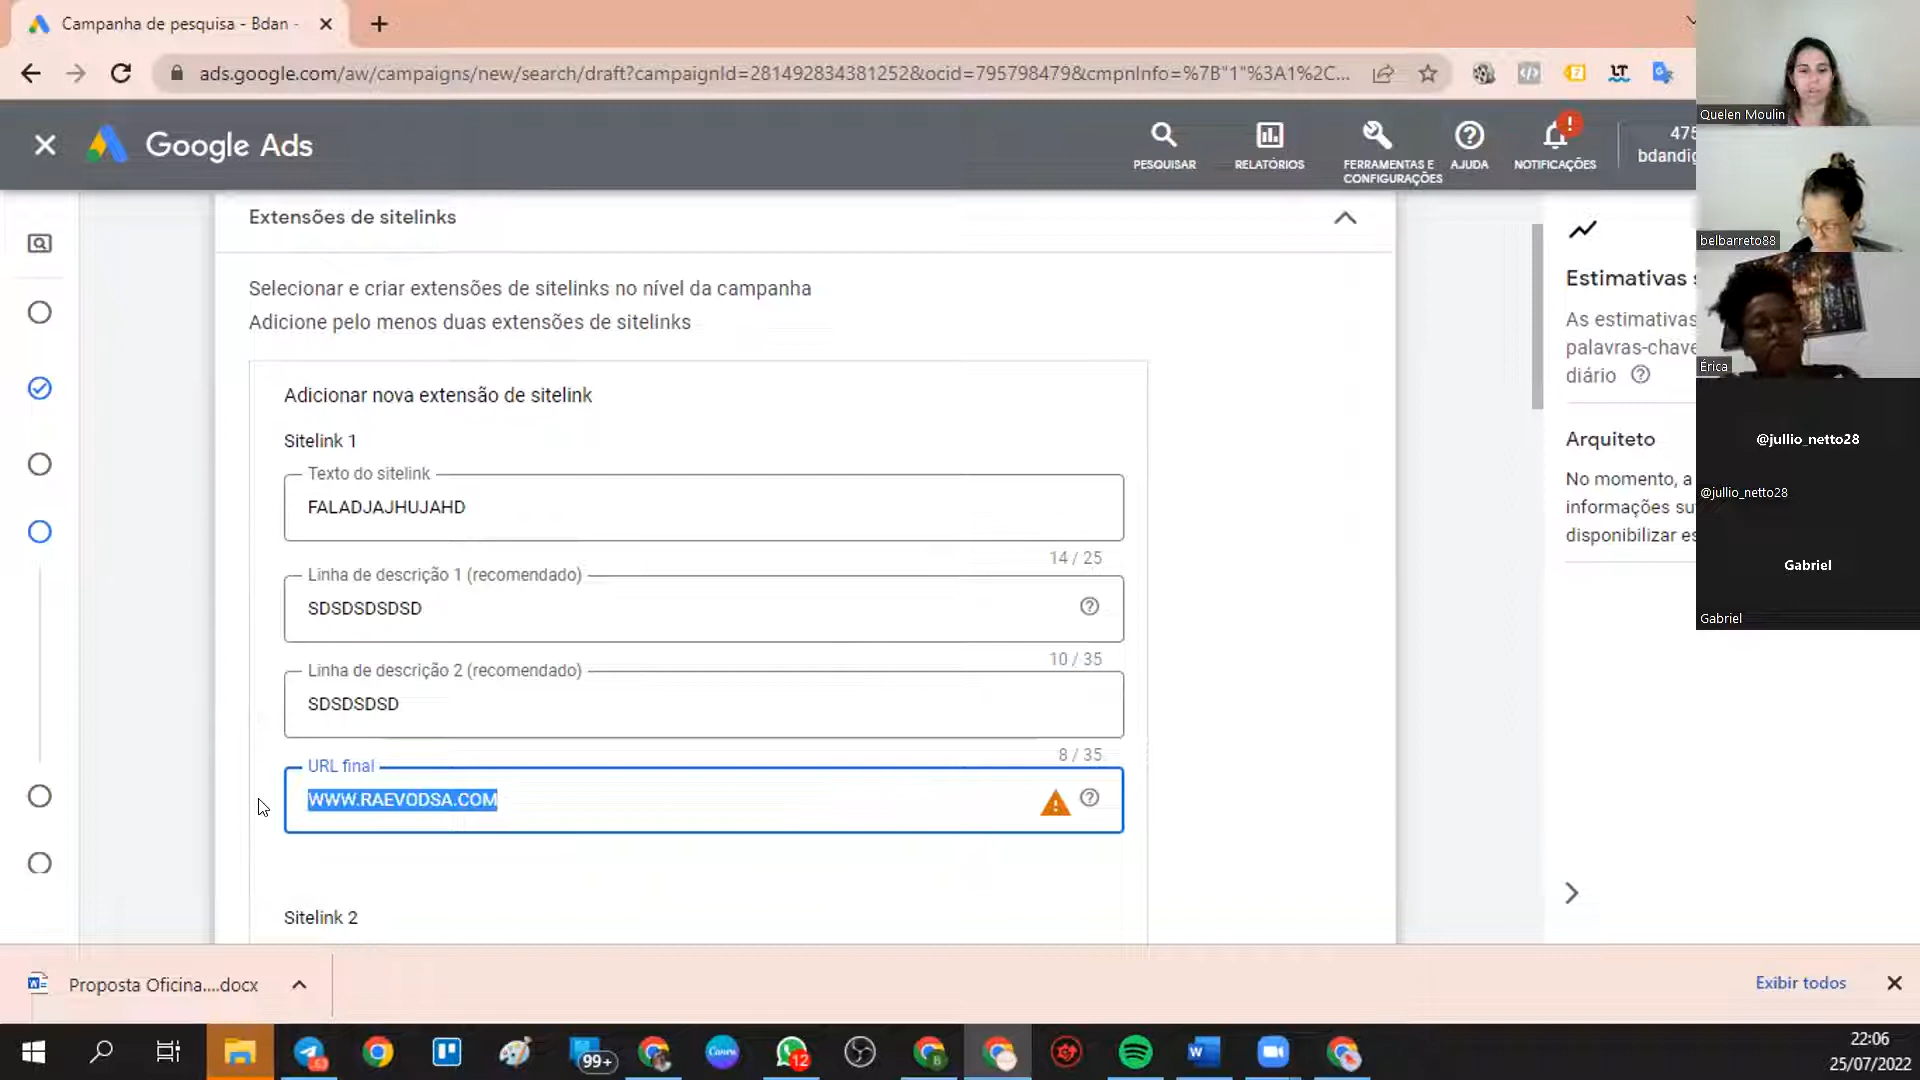 Campanha de pesquisa - Bdan -
ads.google.com/aw/campaigns/new/search/draft?campaignId=281492834381252&ocid=795798479&cmpnInfo=%7B"1"%3A1%2C...
Google Ads
PESQUISAR
RELATÓRIOS
FERRAMENTAS E
CONFIGURAÇÕES
AJUDA
NOTIFICAÇÕES
475
bdandig
Extensões de sitelinks
Selecionar e criar extensões de sitelinks no nível da campanha
Adicione pelo menos duas extensões de sitelinks
Adicionar nova extensão de sitelink
Sitelink 1
Texto do sitelink
FALADJAJHUJAHD
14 / 25
Linha de descrição 1 (recomendado)
SDSDSDSDSD
10 / 35
Linha de descrição 2 (recomendado)
SDSDSDSD
8 / 35
URL final
WWW.RAEVODSA.COM
Sitelink 2
Estimativas s
As estimativas
palavras-chave
diário
Arquiteto
No momento, a
informações su
disponibilizar es
Quelen Moulin
belbarreto88
Érica
@jullio_netto28
@jullio_netto28
Gabriel
Gabriel
Proposta Oficina....docx
Exibir todos
99+
Canva
12
22:06
25/07/2022